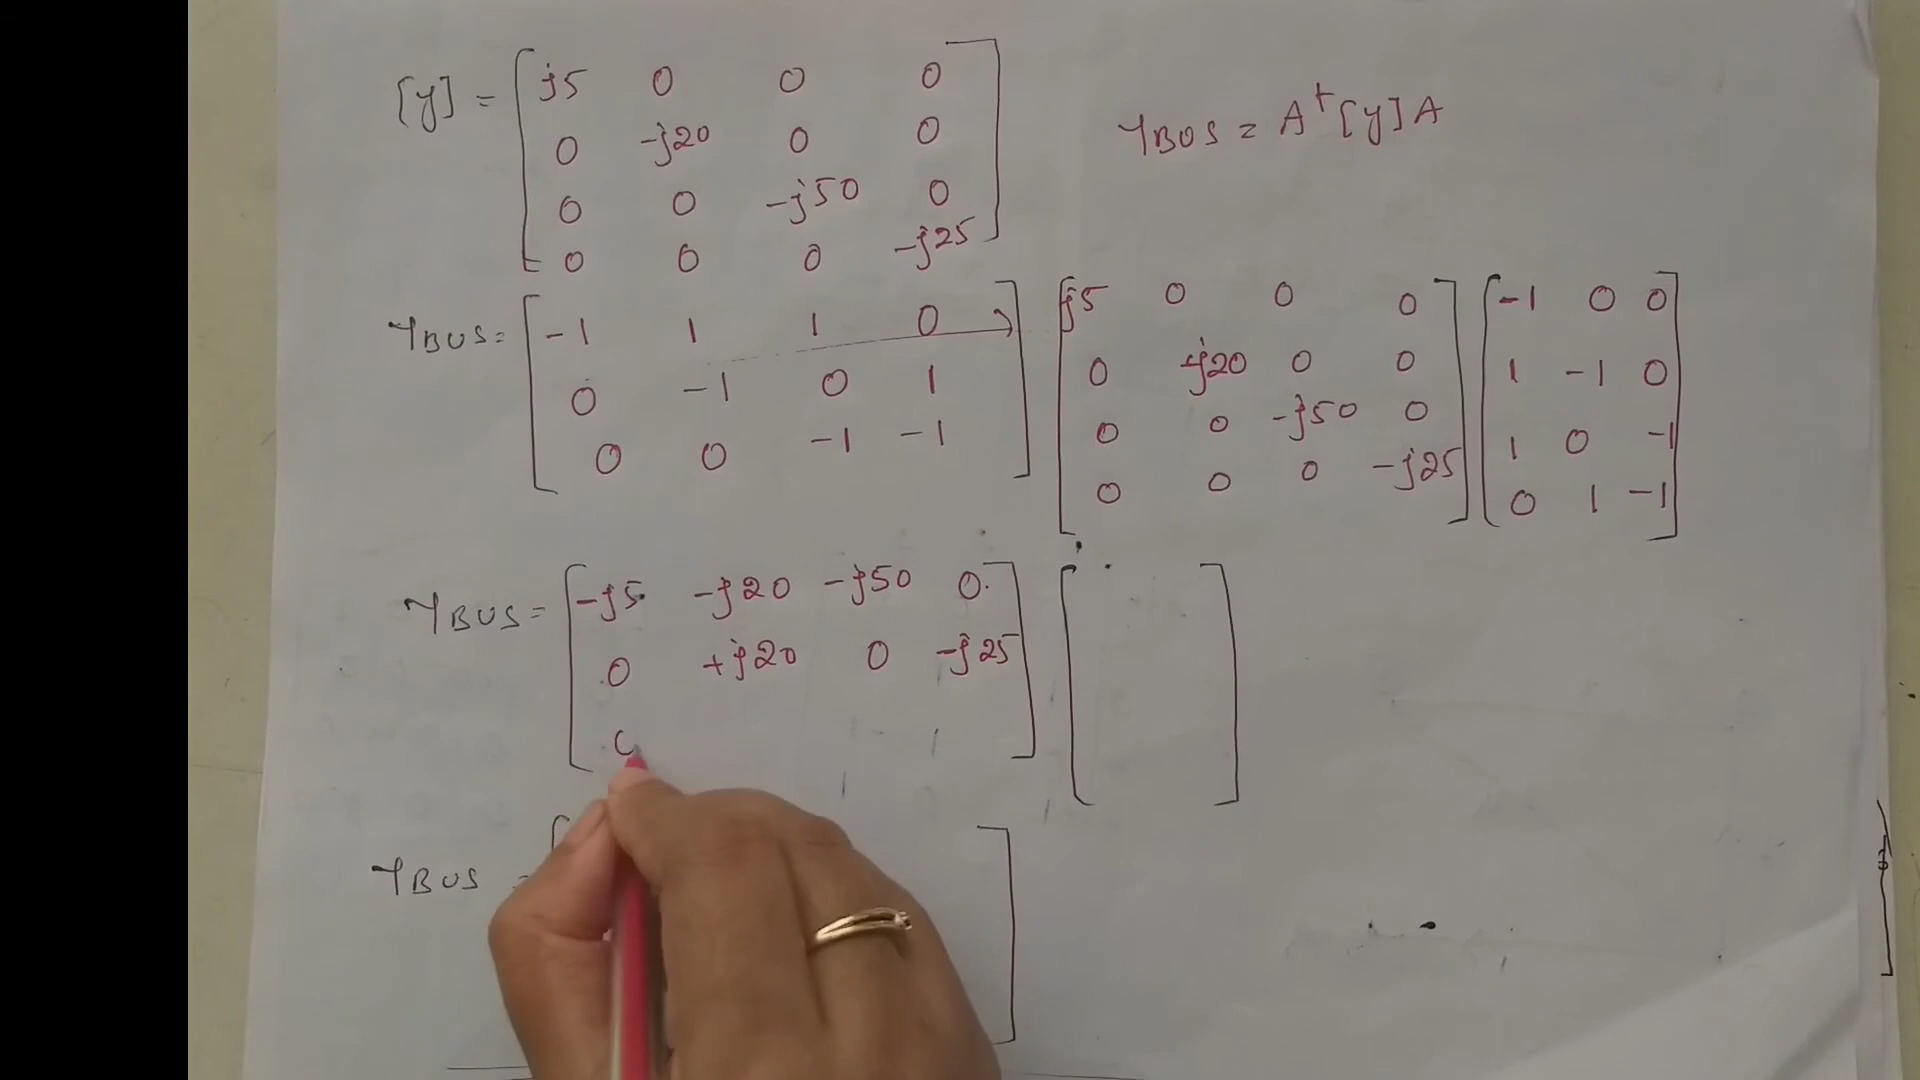 [y] = [ j5 0 0 0
0 -j20 0 0
0 0 -j50 0
0 0 0 -j25 ]
YBUS = A^t [y] A
YBUS = [ -1 1 1 0
0 -1 0 1
0 0 -1 -1 ]
[ j5 0 0 0
0 -j20 0 0
0 0 -j50 0
0 0 0 -j25 ]
[ -1 0 0
1 -1 0
1 0 -1
0 1 -1 ]
YBUS = [ -j5 -j20 -j50 0
0 +j20 0 -j25 ] [ ]
YBUS = [ ]